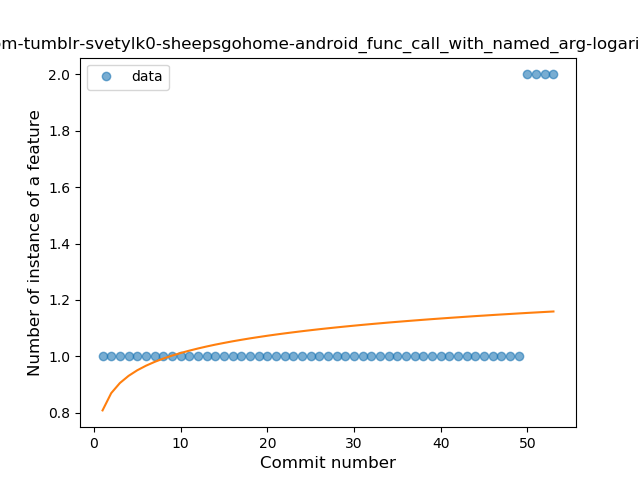 om-tumblr-svetylk0-sheepsgohome-android_func_call_with_named_arg-logari
data
Number of instance of a feature
2.0
1.8
1.6
1.4
1.2
1.0
0.8
0 10 20 30 40 50
Commit number